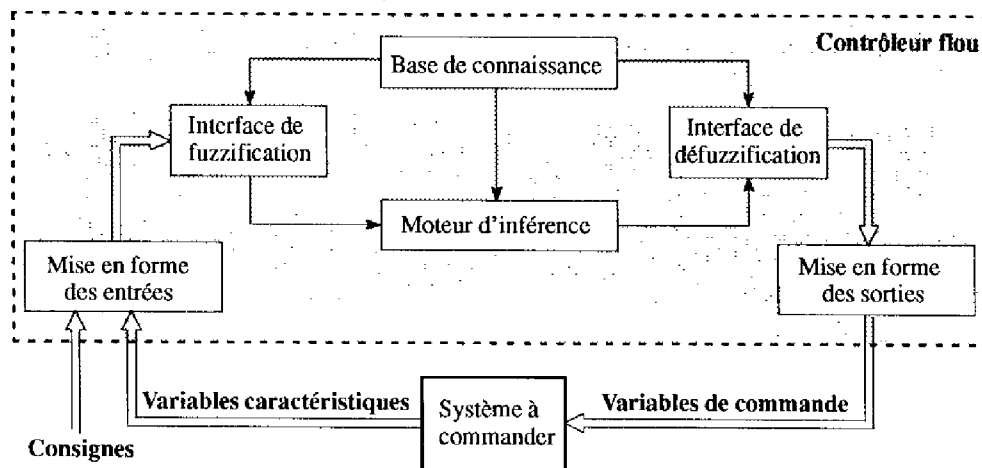 Contrôleur flou
Base de connaissance
Interface de
fuzzification
Interface de
défuzzification
Moteur d'inférence
Mise en forme
des entrées
Mise en forme
des sorties
Variables caractéristiques
Système à
commander
Variables de commande
Consignes